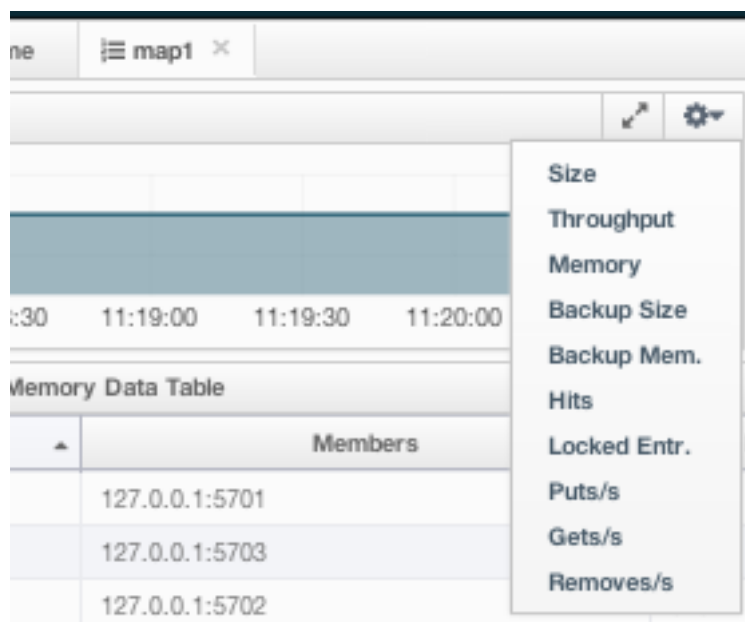 map1
Size
Throughput
Memory
Backup Size
Backup Mem.
Hits
Locked Entr.
Puts/s
Gets/s
Removes/s
:30 11:19:00 11:19:30 11:20:00
Memory Data Table
Members
127.0.0.1:5701
127.0.0.1:5703
127.0.0.1:5702